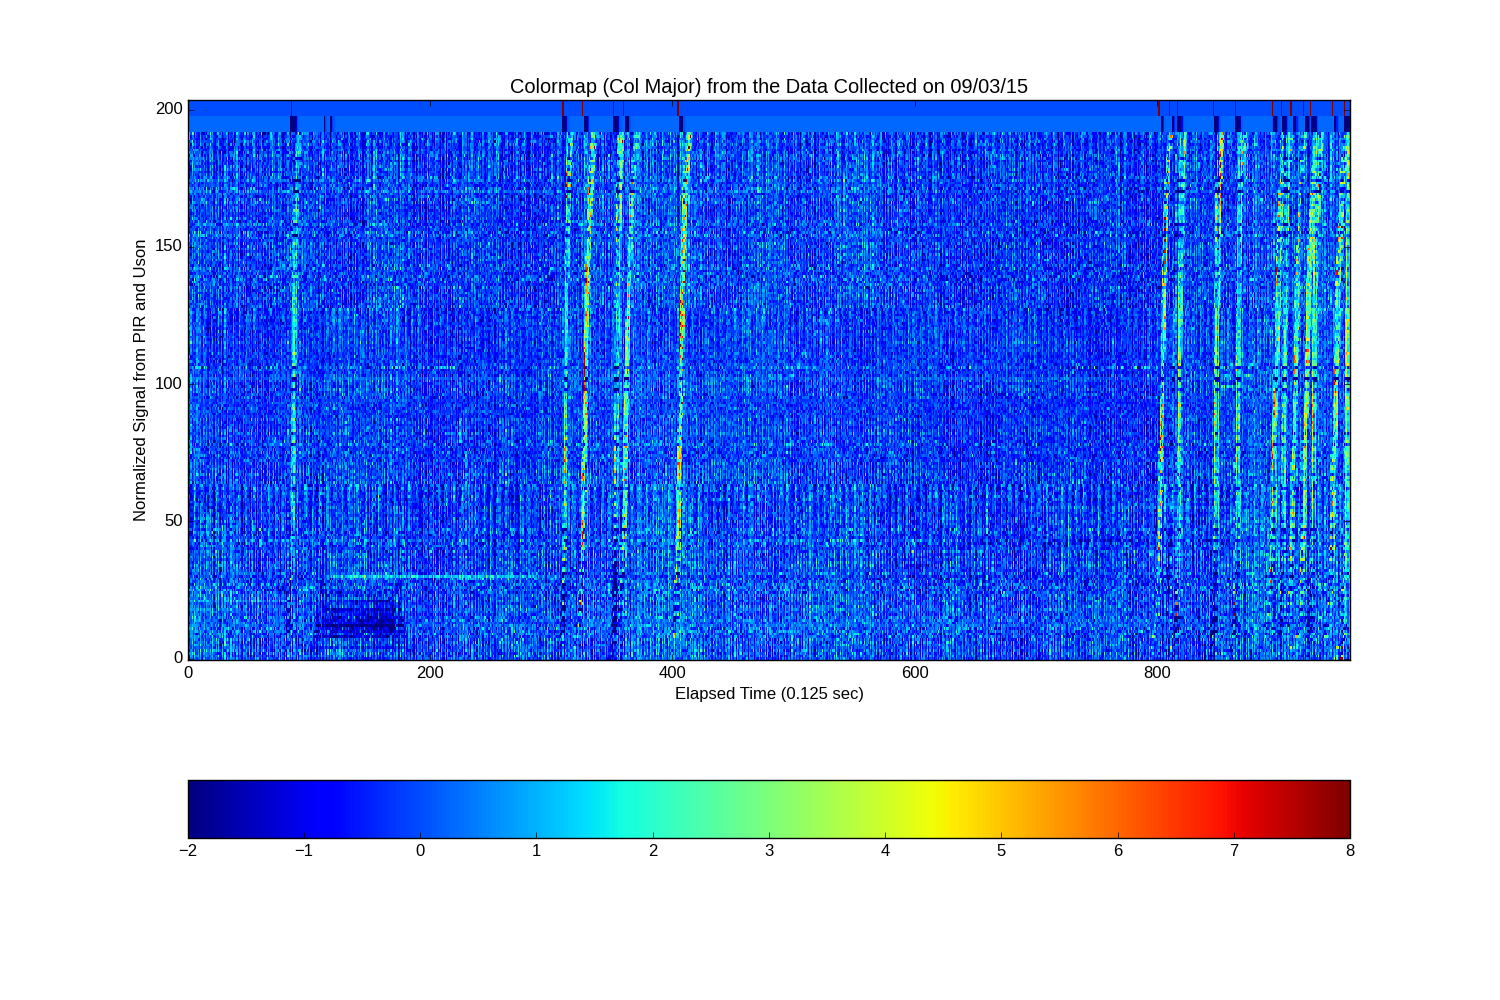 Colormap (Col Major) from the Data Collected on 09/03/15
Normalized Signal from PIR and Uson
200
150
100
50
0
0 200 400 600 800
Elapsed Time (0.125 sec)
−2 −1 0 1 2 3 4 5 6 7 8